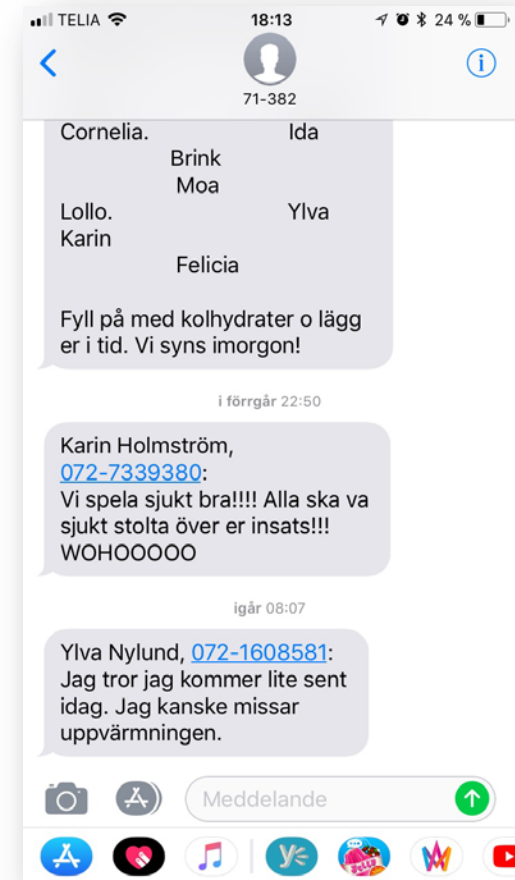 TELIA 18:13 24 %
71-382
Cornelia. Ida
Brink
Moa
Lollo. Ylva
Karin
Felicia
Fyll på med kolhydrater o lägg
er i tid. Vi syns imorgon!
i förrgår 22:50
Karin Holmström,
072-7339380:
Vi spela sjukt bra!!!! Alla ska va
sjukt stolta över er insats!!!
WOHOOOOO
igår 08:07
Ylva Nylund, 072-1608581:
Jag tror jag kommer lite sent
idag. Jag kanske missar
uppvärmningen.
Meddelande